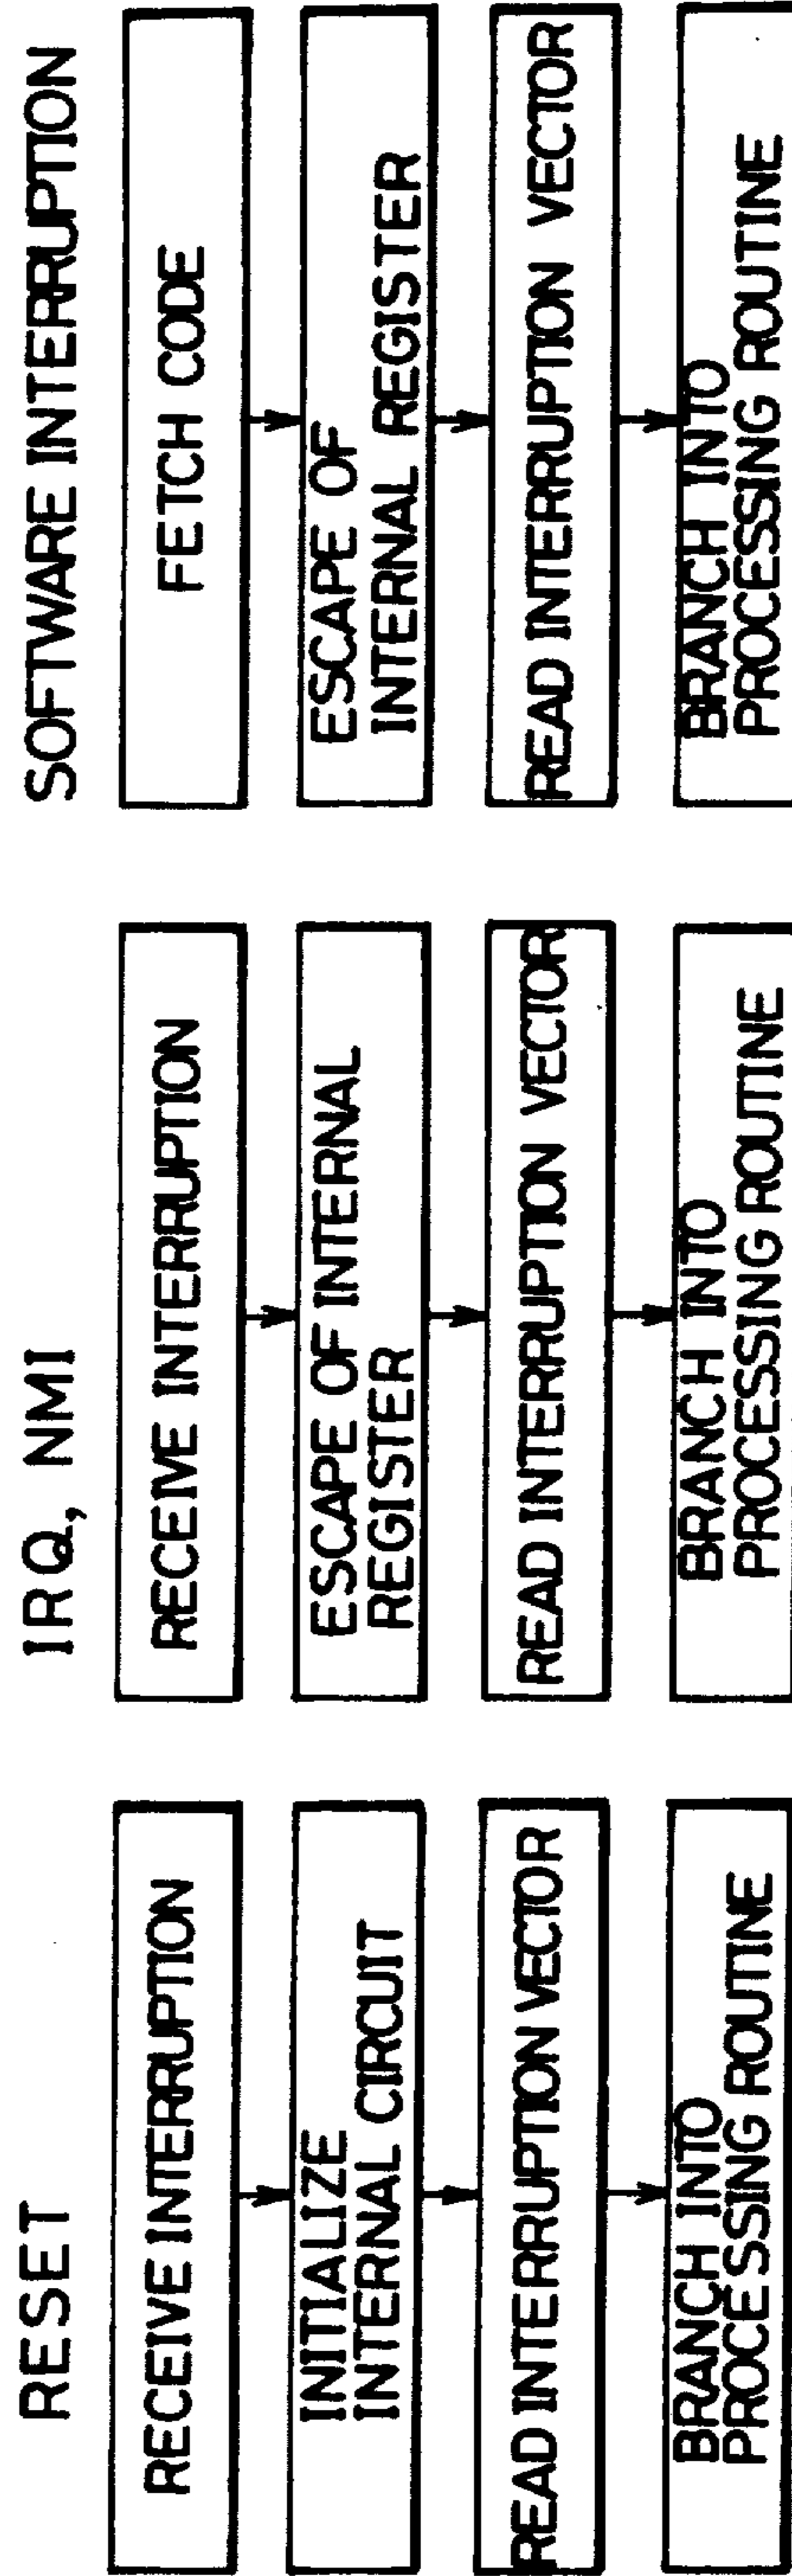 RESET
RECEIVE INTERRUPTION
INITIALIZE
INTERNAL CIRCUIT
READ INTERRUPTION VECTOR
BRANCH INTO
PROCESSING ROUTINE
IRQ, NMI
RECEIVE INTERRUPTION
ESCAPE OF INTERNAL
REGISTER
READ INTERRUPTION VECTOR
BRANCH INTO
PROCESSING ROUTINE
SOFTWARE INTERRUPTION
FETCH CODE
ESCAPE OF
INTERNAL REGISTER
READ INTERRUPTION VECTOR
BRANCH INTO
PROCESSING ROUTINE